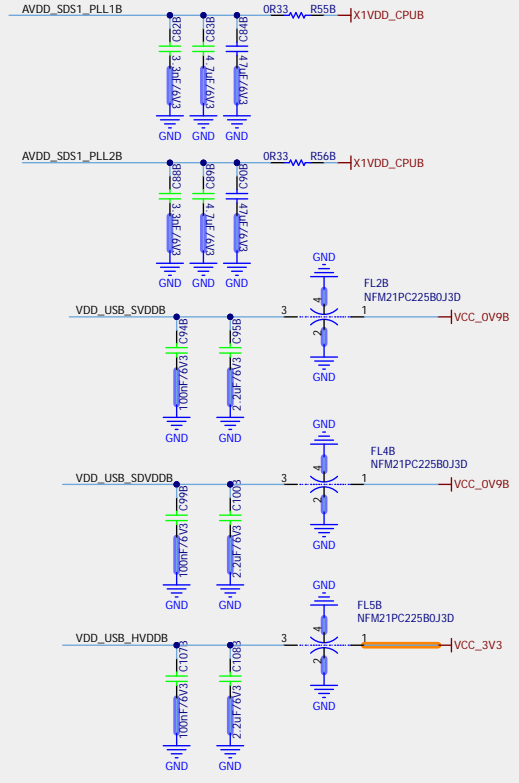 AVDD_SDS1_PLL1B 0R33 R55B X1VDD_CPUB
C82B C83B C84B
3.3nF/6V3 4.7uF/6V3 47uF/6V3
GND GND GND
AVDD_SDS1_PLL2B 0R33 R56B X1VDD_CPUB
C88B C89B C90B
3.3nF/6V3 4.7uF/6V3 47uF/6V3
GND GND GND
GND
FL2B
NFM21PC225B0J3D
4
VDD_USB_SVDDB 3 1 VCC_0V9B
2
C94B C95B
100nF/6V3 2.2uF/6V3
GND
GND GND
GND
FL4B
NFM21PC225B0J3D
4
VDD_USB_SDVDDB 3 1 VCC_0V9B
2
C99B C100B
100nF/6V3 2.2uF/6V3
GND
GND GND
GND
FL5B
NFM21PC225B0J3D
4
VDD_USB_HVDDB 3 1 VCC_3V3
2
C107B C108B
100nF/6V3 2.2uF/6V3
GND
GND GND